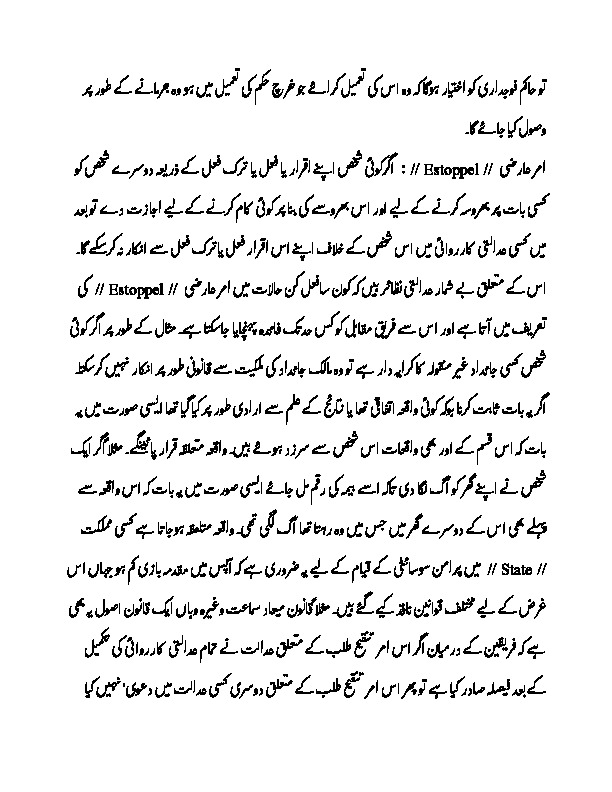 تو حاکم فوجداری کو اختیار ہوگا کہ وہ اس کی تعمیل کرائے جو خرچ حکم کی تعمیل میں ہو وہ جرمانے کے طور پر
وصول کیا جائے گا۔
امر عارضی // Estoppel // : اگر کوئی شخص اپنے اقرار یا فعل یا ترک فعل کے ذریعہ دوسرے شخص کو
کسی بات پر بھروسہ کرنے کے لیے اور اس بھروسے کی بنا پر کوئی کام کرنے کے لیے اجازت دے تو بعد
میں کسی عدالتی کارروائی میں اس شخص کے خلاف اپنے اس اقرار فعل یا ترک فعل سے انکار نہ کرسکے گا۔
اس کے متعلق بے شمار عدالتی نظائر ہیں کہ کون سا فعل کن حالات میں امر عارضی // Estoppel // کی
تعریف میں آتا ہے اور اس سے فریق مقابل کو کس حد تک فائدہ پہنچایا جاسکتا ہے۔ مثال کے طور پر اگر کوئی
شخص کسی جائداد غیر منقولہ کا کرایہ دار ہے تو وہ مالک جائداد کی ملکیت سے قانونی طور پر انکار نہیں کرسکتا۔
اگر یہ بات ثابت کرنا ہو کہ کوئی واقعہ اتفاقی تھا یا نتائج کے علم سے ارادی طور پر کیا گیا تھا ایسی صورت میں یہ
بات کہ اس قسم کے اور بھی واقعات اس شخص سے سرزد ہوئے ہیں۔ واقعہ متعلقہ قرار پائینگے۔ مثلاً اگر ایک
شخص نے اپنے گھر کو آگ لگا دی تاکہ اسے بیمہ کی رقم مل جائے ایسی صورت میں یہ بات کہ اس واقعہ سے
پہلے بھی اس کے دوسرے گھر میں جس میں وہ رہتا تھا آگ لگی تھی۔ واقعہ متعلقہ ہوجاتا ہے کسی مملکت
// State // میں پرامن سوسائٹی کے قیام کے لیے یہ ضروری ہے کہ آپس میں مقدمہ بازی کم ہو جہاں اس
غرض کے لیے مختلف قوانین نافذ کیے گئے ہیں۔ مثلاً قانون میعاد سماعت وغیرہ وہاں ایک قانون اصول یہ بھی
ہے کہ فریقین کے درمیان اگر اس امر تنقیح طلب کے متعلق عدالت نے تمام عدالتی کارروائی کی تکمیل
کے بعد فیصلہ صادر کیا ہے تو پھر اس امر تنقیح طلب کے متعلق دوسری کسی عدالت میں دعویٰ نہیں کیا